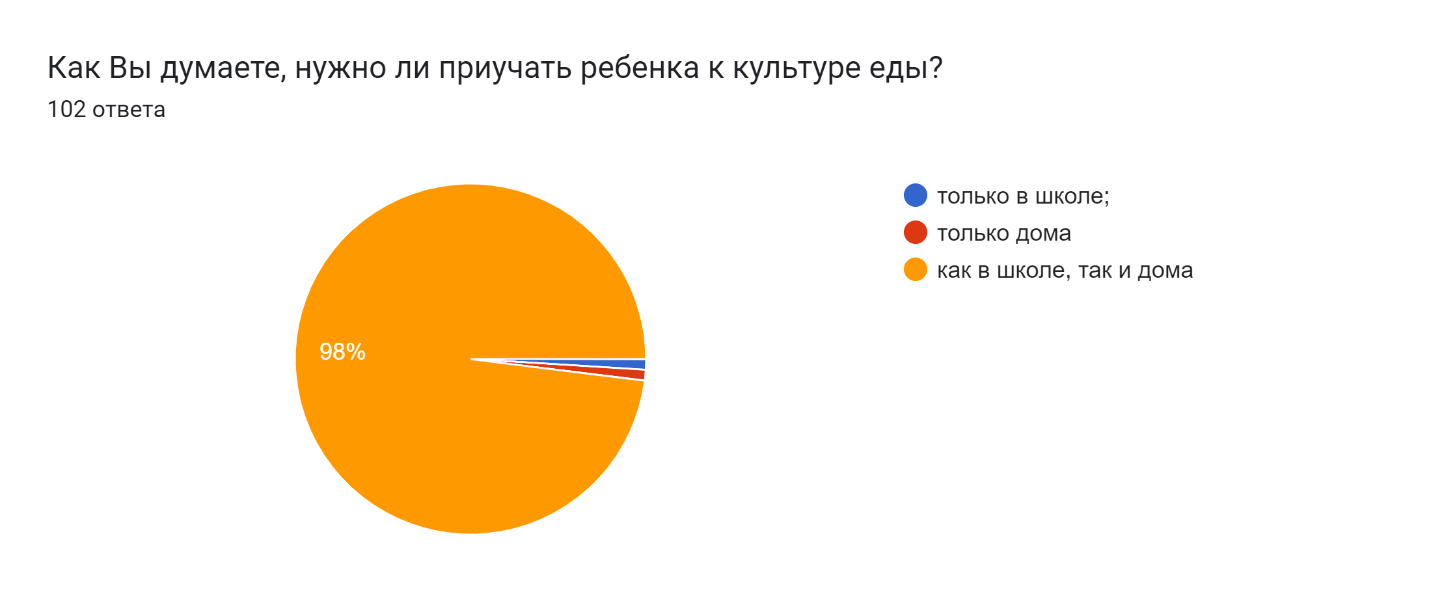 Как Вы думаете, нужно ли приучать ребенка к культуре еды?
102 ответа
только в школе;
только дома
как в школе, так и дома
98%